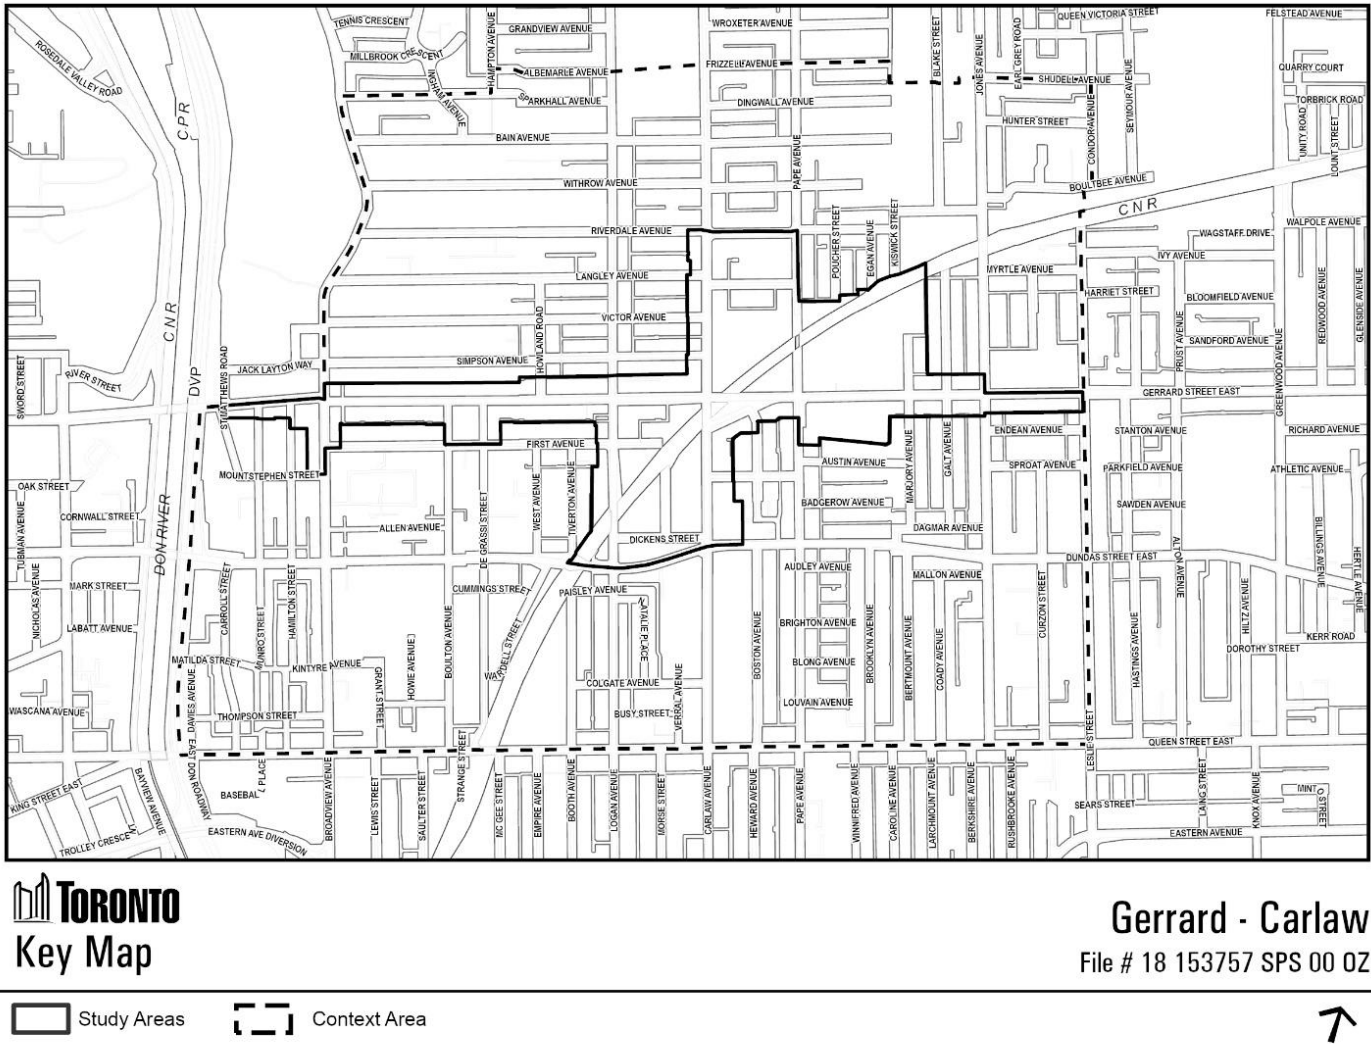 TENNIS CRESCENT
HAMPTON AVENUE
GRANDVIEW AVENUE
WROXETER AVENUE
BLAKE STREET
JONES AVENUE
EARL GREY ROAD
QUEEN VICTORIA STREET
FELSTEAD AVENUE
ROSEDALE VALLEY ROAD
MILLBROOK CRESCENT
INGHAM AVENUE
ALBEMARLE AVENUE
FRIZZELL AVENUE
SHUDELL AVENUE
SEYMOUR AVENUE
QUARRY COURT
CPR
SPARKHALL AVENUE
DINGWALL AVENUE
TORBRICK ROAD
HUNTER STREET
CONDOR AVENUE
UNITY ROAD
LOUNT STREET
BAIN AVENUE
PAPE AVENUE
WITHROW AVENUE
BOULTBEE AVENUE
CNR
POUCHER STREET
EGAN AVENUE
KISWICK STREET
RIVERDALE AVENUE
WALPOLE AVENUE
WAGSTAFF DRIVE
IVY AVENUE
LANGLEY AVENUE
MYRTLE AVENUE
HARRIET STREET
BLOOMFIELD AVENUE
REDWOOD AVENUE
GLENSIDE AVENUE
CNR
HOWLAND ROAD
VICTOR AVENUE
PRUST AVENUE
SANDFORD AVENUE
GREENWOOD AVENUE
SWORD STREET
RIVER STREET
DVP
ST MATTHEWS ROAD
JACK LAYTON WAY
SIMPSON AVENUE
GERRARD STREET EAST
FIRST AVENUE
ENDEAN AVENUE
STANTON AVENUE
RICHARD AVENUE
MOUNTSTEPHEN STREET
AUSTIN AVENUE
MARJORY AVENUE
GALT AVENUE
SPROAT AVENUE
PARKFIELD AVENUE
ATHLETIC AVENUE
OAK STREET
WEST AVENUE
TIVERTON AVENUE
BADGEROW AVENUE
SAWDEN AVENUE
CORNWALL STREET
DON RIVER
TUBMAN AVENUE
ALLEN AVENUE
DE GRASSI STREET
DICKENS STREET
DAGMAR AVENUE
BILLINGS AVENUE
DUNDAS STREET EAST
ALTON AVENUE
HERTLE AVENUE
MARK STREET
NICHOLAS AVENUE
CARROLL STREET
MUNRO STREET
HAMILTON STREET
CUMMINGS STREET
PAISLEY AVENUE
AUDLEY AVENUE
MALLON AVENUE
CURZON STREET
HILTZ AVENUE
LABATT AVENUE
HOWIE AVENUE
BOULTON AVENUE
WARDELL STREET
NATALIE PLACE
BOSTON AVENUE
BRIGHTON AVENUE
BROOKLYN AVENUE
BERTMOUNT AVENUE
COADY AVENUE
HASTINGS AVENUE
KERR ROAD
DOROTHY STREET
MATILDA STREET
KINTYRE AVENUE
GRANT STREET
COLGATE AVENUE
VERRAL AVENUE
BLONG AVENUE
WASCANA AVENUE
DAVIES AVENUE
THOMPSON STREET
BUSY STREET
LOUVAIN AVENUE
LESLIE STREET
QUEEN STREET EAST
KING STREET EAST
BAYVIEW AVENUE
EAST DON ROADWAY
BASEBALL PLACE
BROADVIEW AVENUE
LEWIS STREET
SAULTER STREET
STRANGE STREET
MC GEE STREET
EMPIRE AVENUE
BOOTH AVENUE
LOGAN AVENUE
MORSE STREET
CARLAW AVENUE
HEWARD AVENUE
PAPE AVENUE
WINNIFRED AVENUE
CAROLINE AVENUE
LARCHMOUNT AVENUE
BERKSHIRE AVENUE
RUSHBROOKE AVENUE
SEARS STREET
LAING STREET
KNOX AVENUE
MINTO STREET
EASTERN AVENUE
EASTERN AVE DIVERSION
TROLLEY CRESCENT
TORONTO
Key Map
Gerrard - Carlaw
File # 18 153757 SPS 00 OZ
Study Areas
Context Area